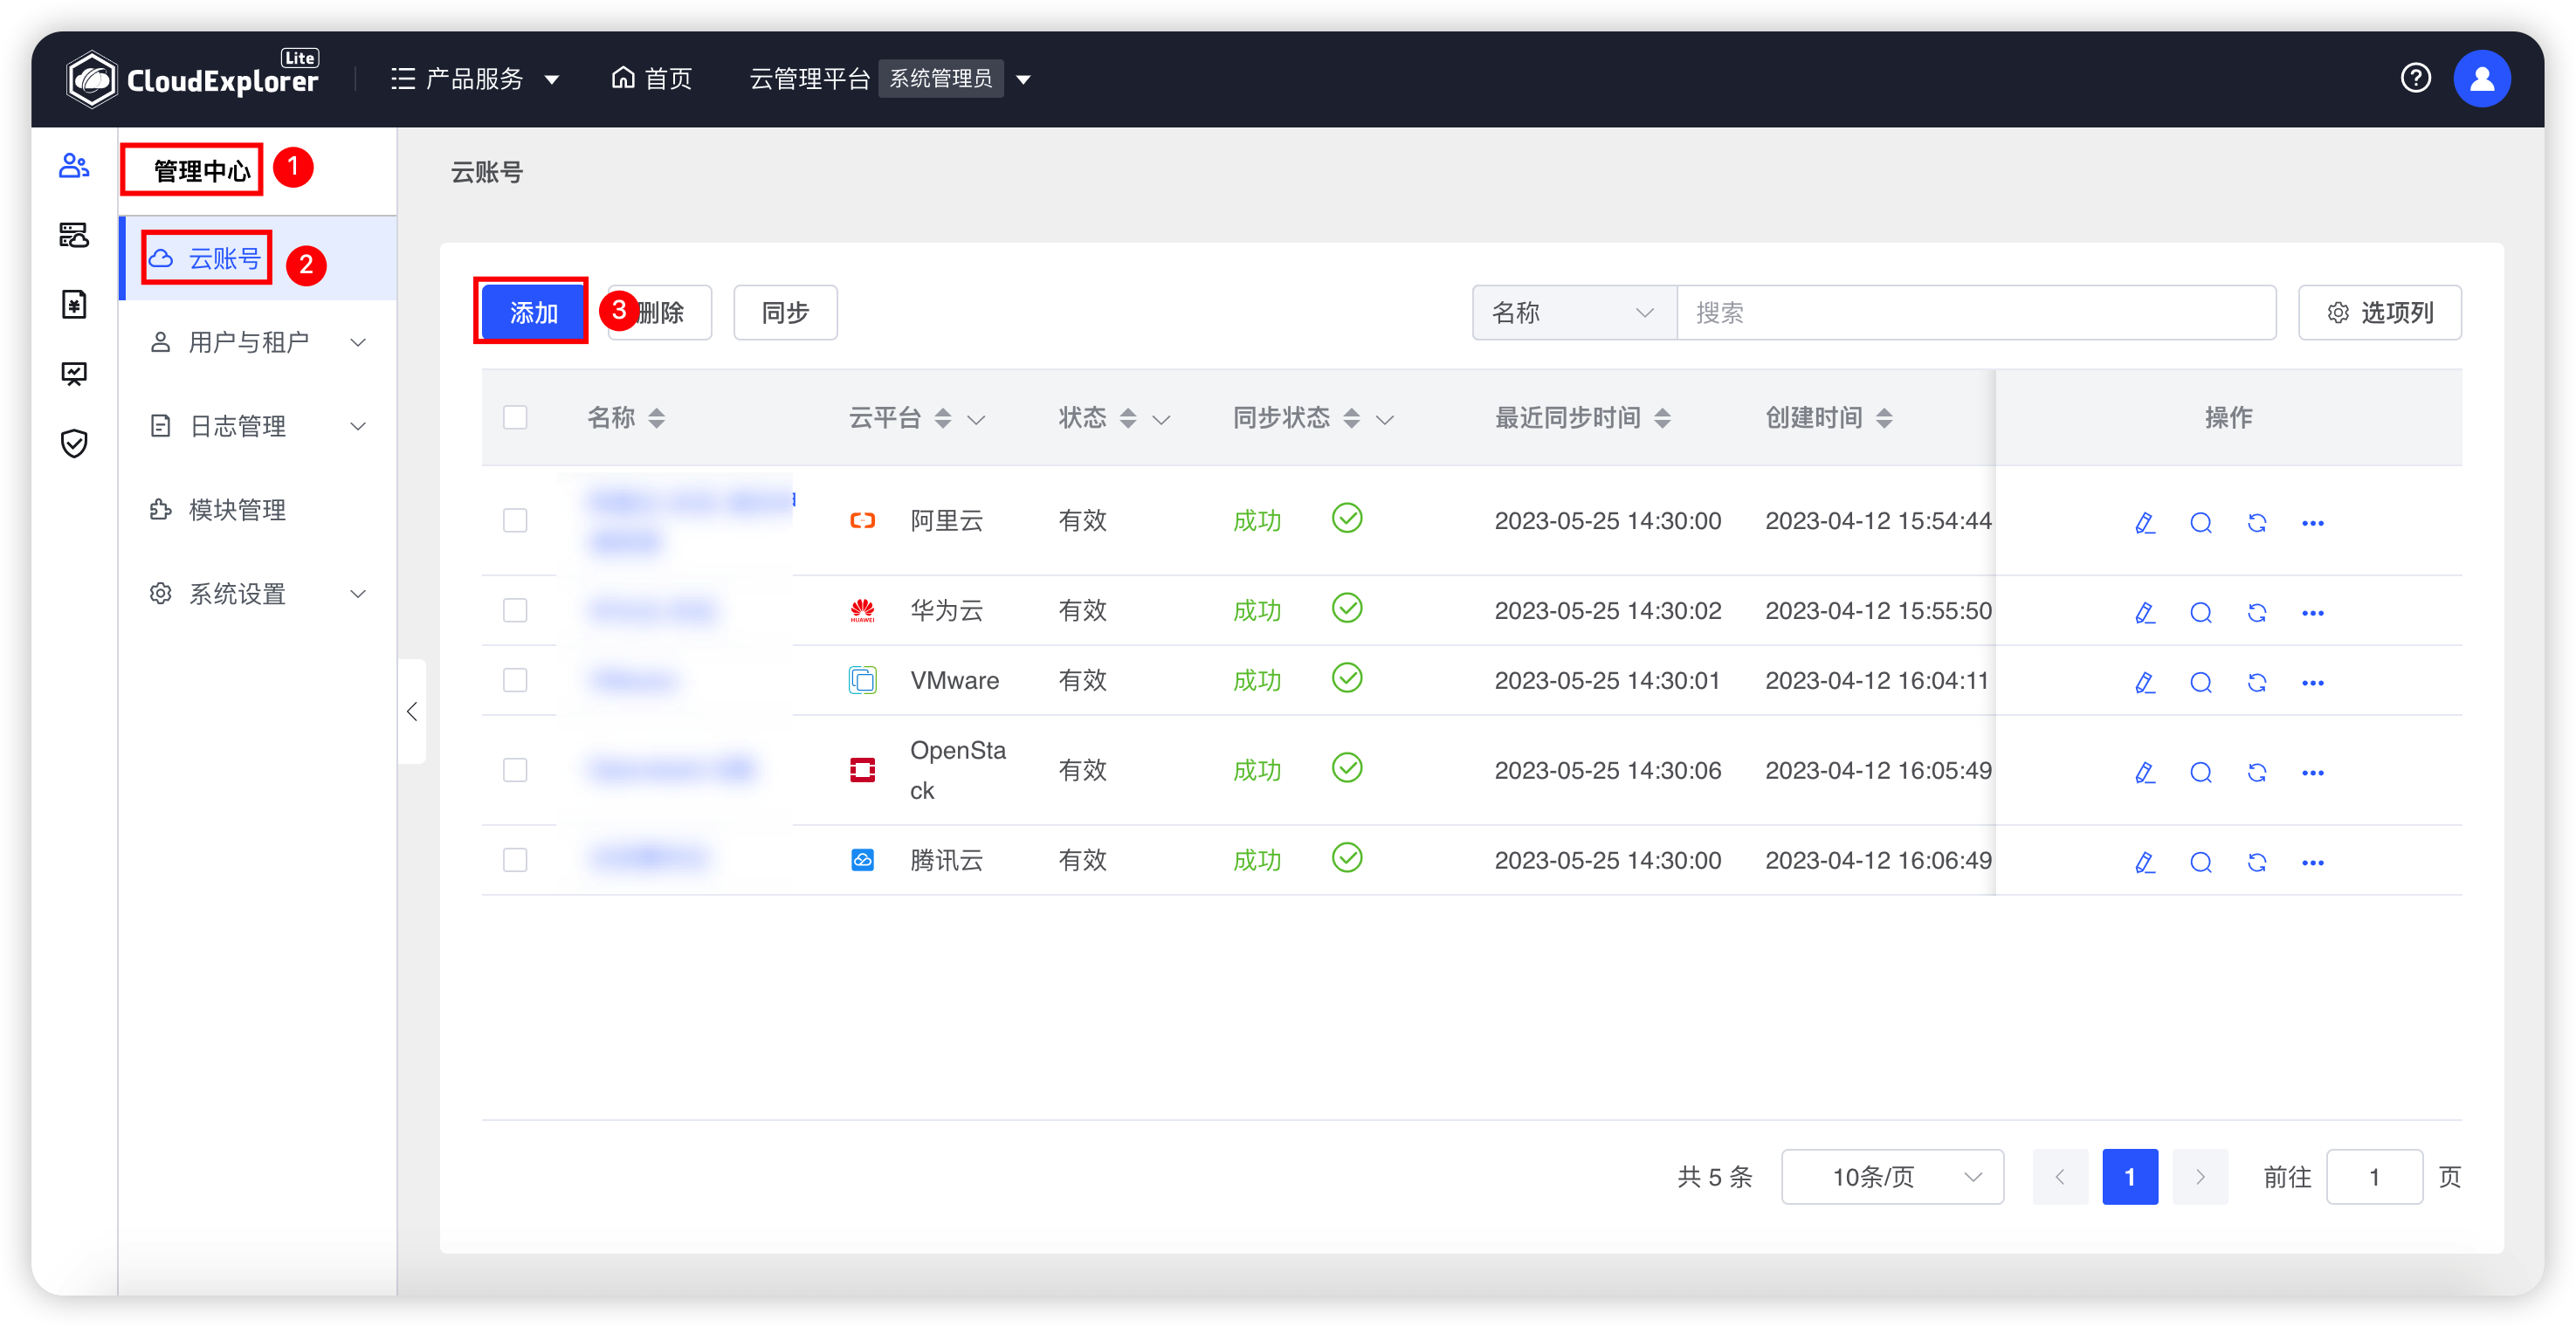 CloudExplorer Lite
产品服务
首页
云管理平台 系统管理员
管理中心 1
云账号 2
用户与租户
日志管理
模块管理
系统设置
云账号
添加 3 删除 同步 名称 搜索 选项列
名称 云平台 状态 同步状态 最近同步时间 创建时间 操作
阿里云 有效 成功 2023-05-25 14:30:00 2023-04-12 15:54:44
HUAWEI 华为云 有效 成功 2023-05-25 14:30:02 2023-04-12 15:55:50
VMware 有效 成功 2023-05-25 14:30:01 2023-04-12 16:04:11
OpenSta
ck 有效 成功 2023-05-25 14:30:06 2023-04-12 16:05:49
腾讯云 有效 成功 2023-05-25 14:30:00 2023-04-12 16:06:49
共 5 条 10条/页 1 前往 1 页